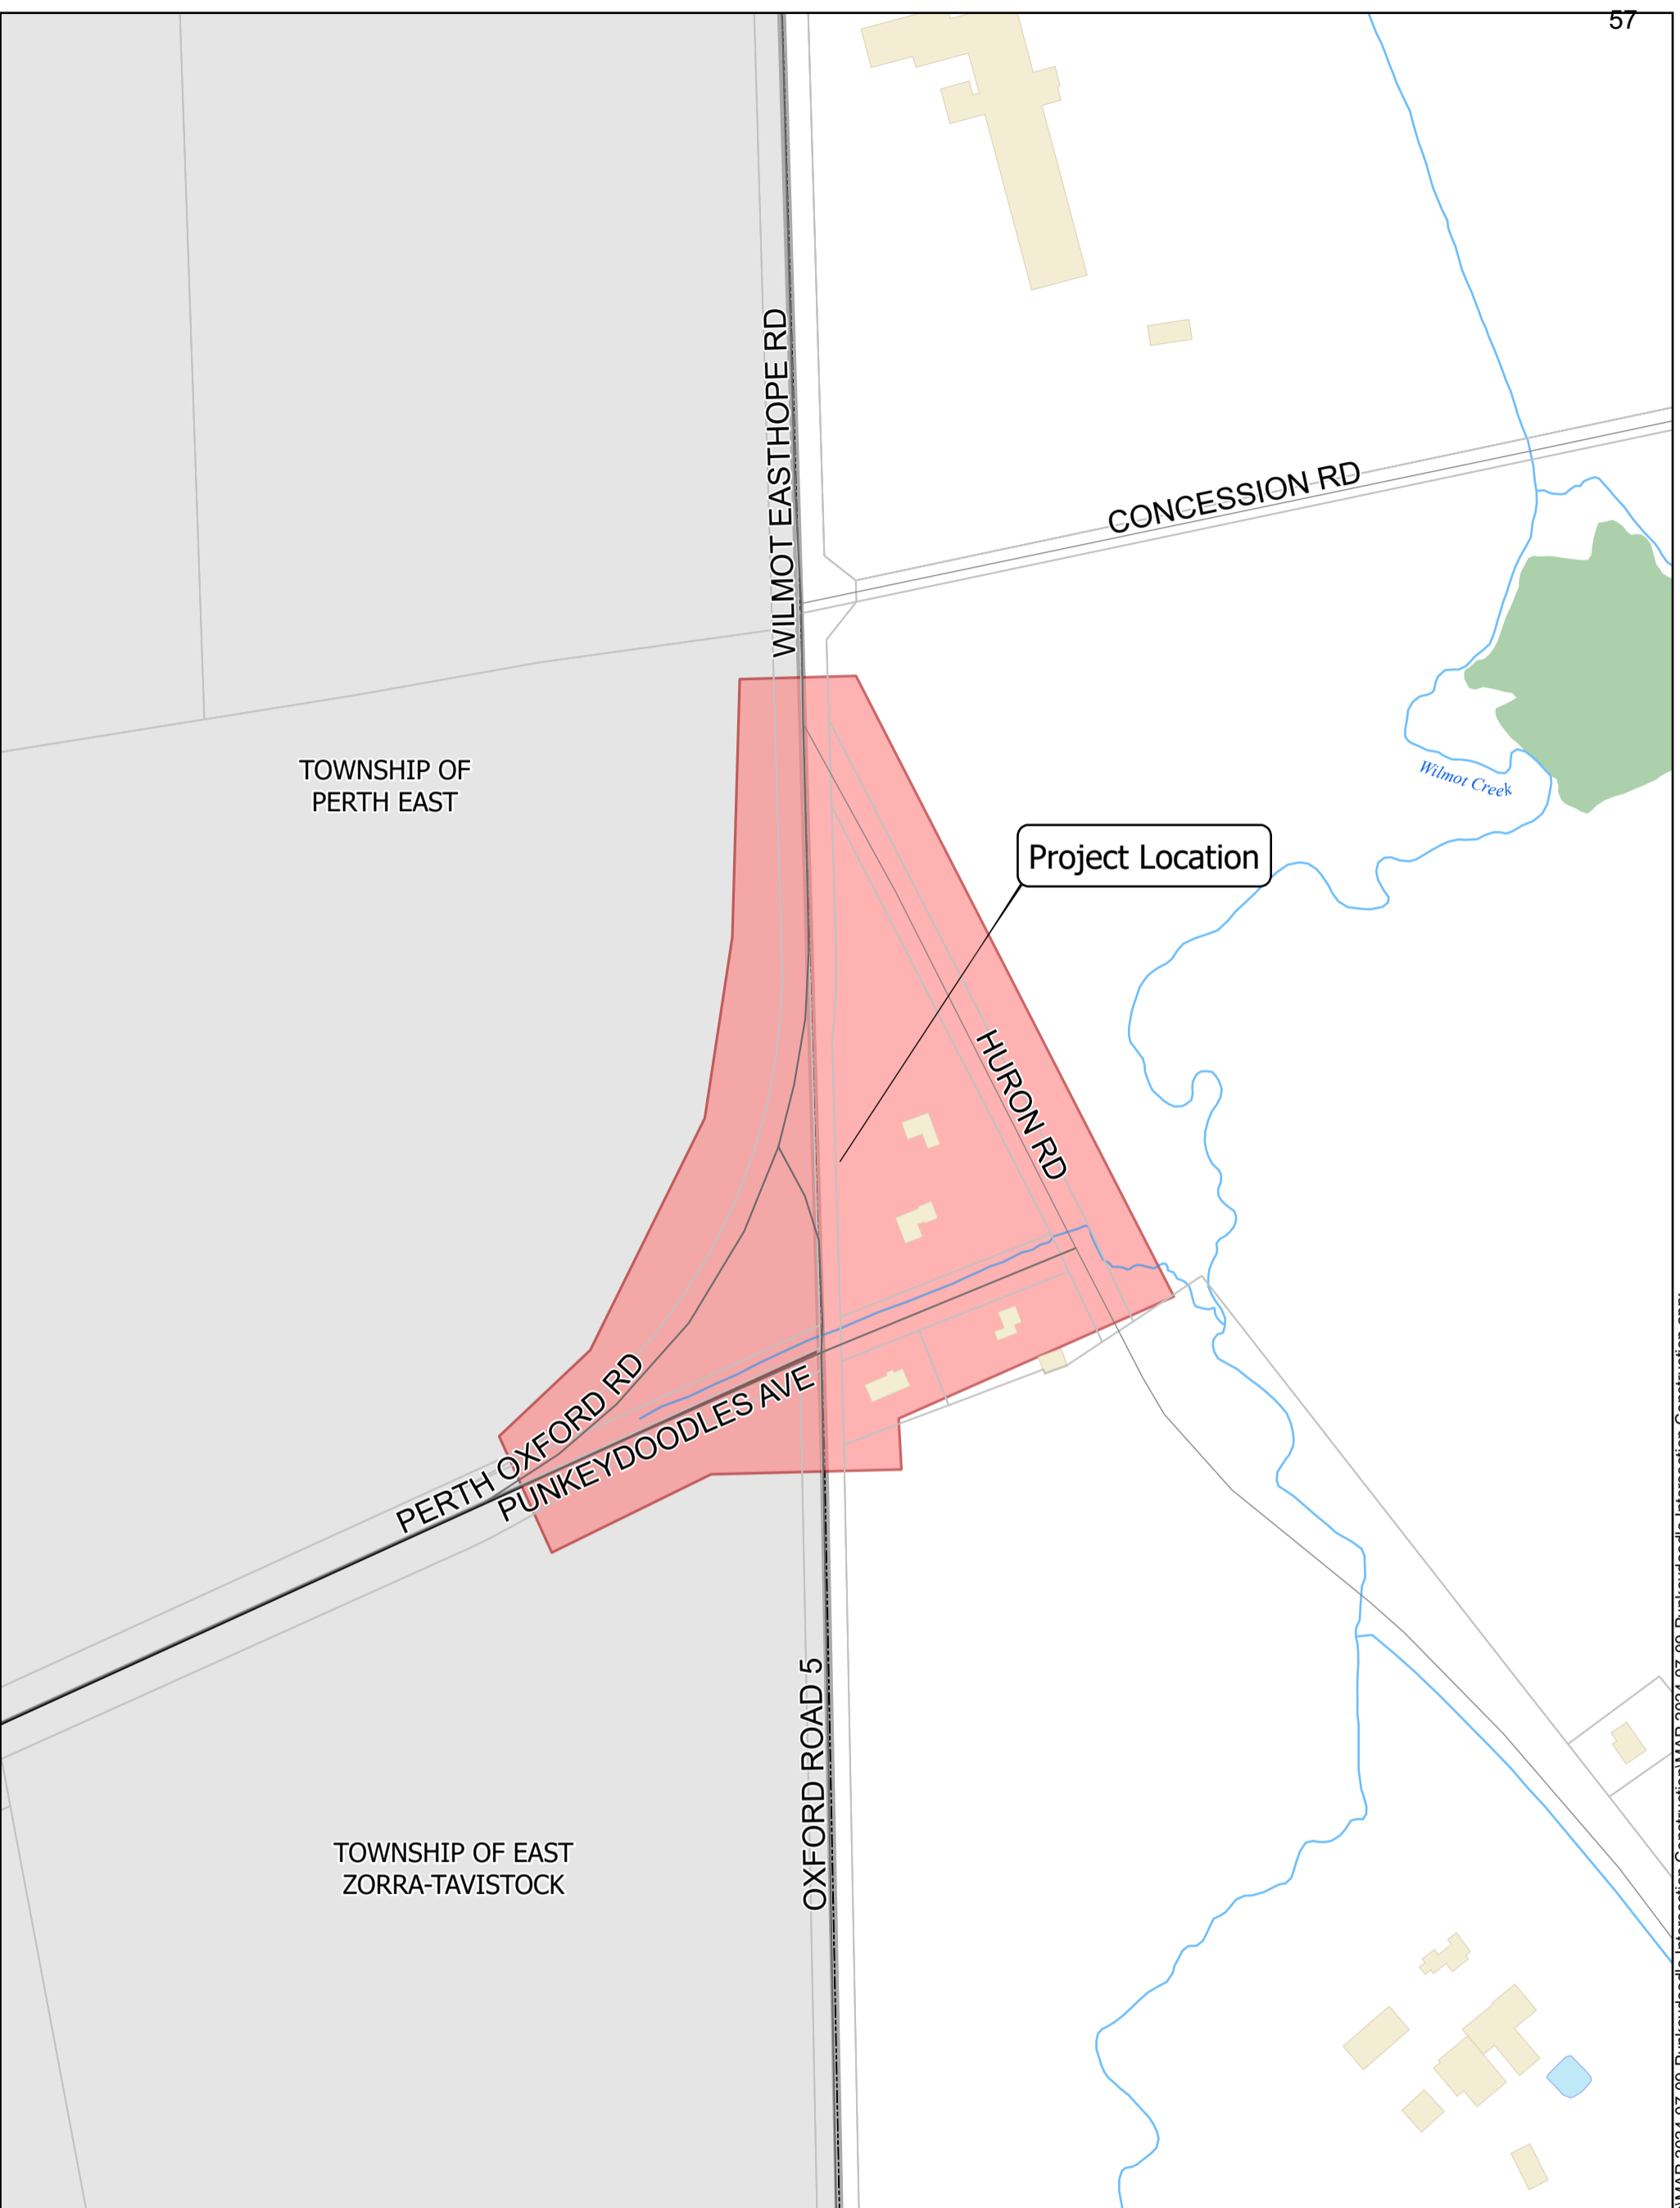 57
WILMOT EASTHOPE RD
CONCESSION RD
TOWNSHIP OF
PERTH EAST
Wilmot Creek
Project Location
HURON RD
PERTH OXFORD RD
PUNKEYDOODLES AVE
OXFORD ROAD 5
TOWNSHIP OF EAST
ZORRA-TAVISTOCK